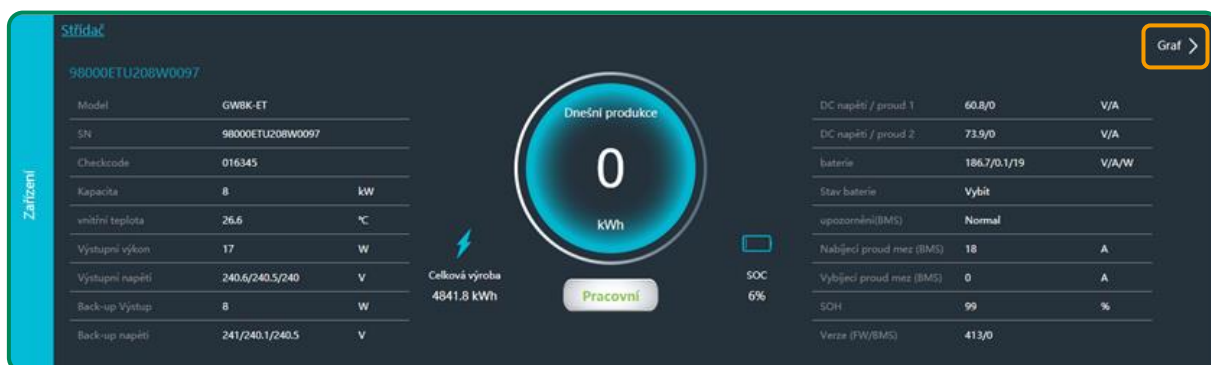 Střídač
Graf
98000ETU208W0097
Model GW8K-ET
SN 98000ETU208W0097
Checkcode 016345
Kapacita 8 kW
vnitřní teplota 26.6 ℃
Výstupní výkon 17 W
Výstupní napětí 240.6/240.5/240 V
Back-up Výstup 8 W
Back-up napětí 241/240.1/240.5 V
Zařízení
Dnešní produkce
0
kWh
Celková výroba
4841.8 kWh
Pracovní
SOC
6%
DC napětí / proud 1 60.8/0 V/A
DC napětí / proud 2 73.9/0 V/A
baterie 186.7/0.1/19 V/A/W
Stav baterie Vybít
upozornění(BMS) Normal
Nabíjecí proud mez (BMS) 18 A
Vybíjecí proud mez (BMS) 0 A
SOH 99 %
Verze (FW/BMS) 413/0